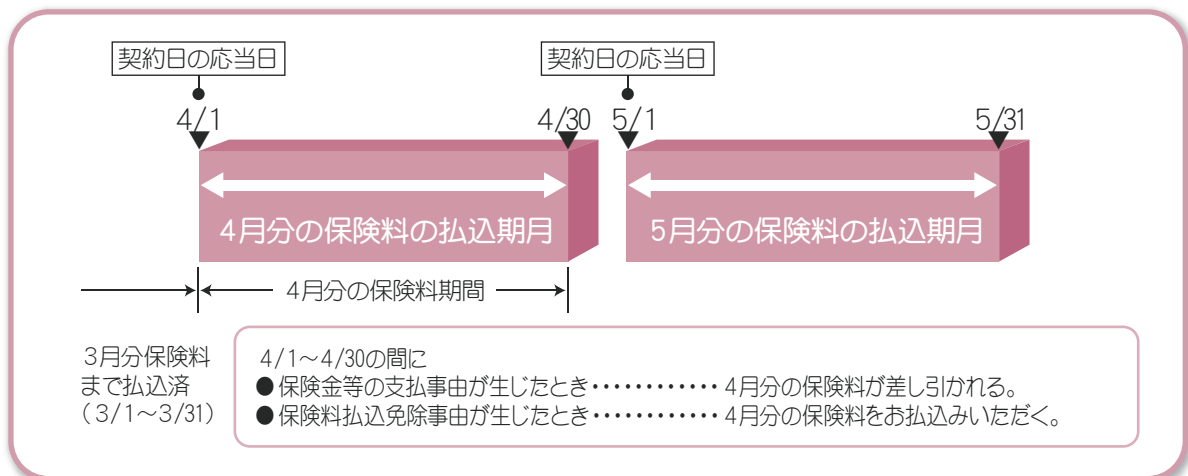 契約日の応当日 契約日の応当日
4/1 4/30 5/1 5/31
4月分の保険料の払込期月 5月分の保険料の払込期月
4月分の保険料期間
3月分保険料
まで払込済
（3/1～3/31）
4/1～4/30の間に
●保険金等の支払事由が生じたとき････････････ 4月分の保険料が差し引かれる。
●保険料払込免除事由が生じたとき････････････ 4月分の保険料をお払込みいただく。